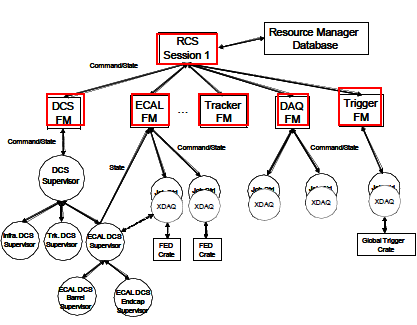 RCS
Session 1
Resource Manager
Database
Command/State
DCS
FM
ECAL
FM
...
Tracker
FM
DAQ
FM
Trigger
FM
Command/State
State
Command/State
Command/State
DCS
Supervisor
XDAQ
XDAQ
XDAQ
XDAQ
XDAQ
Infra. DCS
Supervisor
Trk. DCS
Supervisor
ECAL DCS
Supervisor
FED
Crate
FED
Crate
Global Trigger
Crate
ECAL DCS
Barrel
Supervisor
ECAL DCS
Endcap
Supervisor